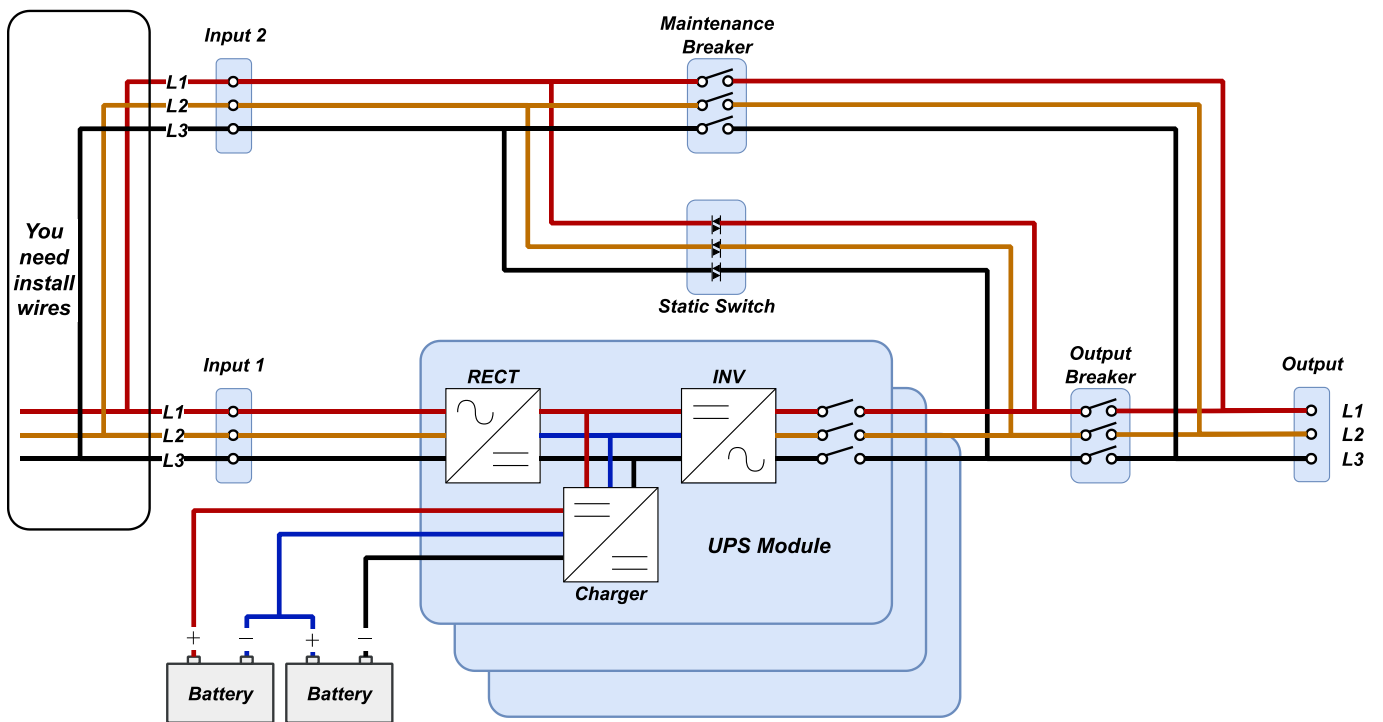 Input 2
Maintenance
Breaker
L1
L2
L3
You
need
install
wires
Static Switch
Input 1
RECT
INV
Output
Breaker
Output
L1
L2
L3
L1
L2
L3
UPS Module
Charger
+
−
+
−
Battery
Battery